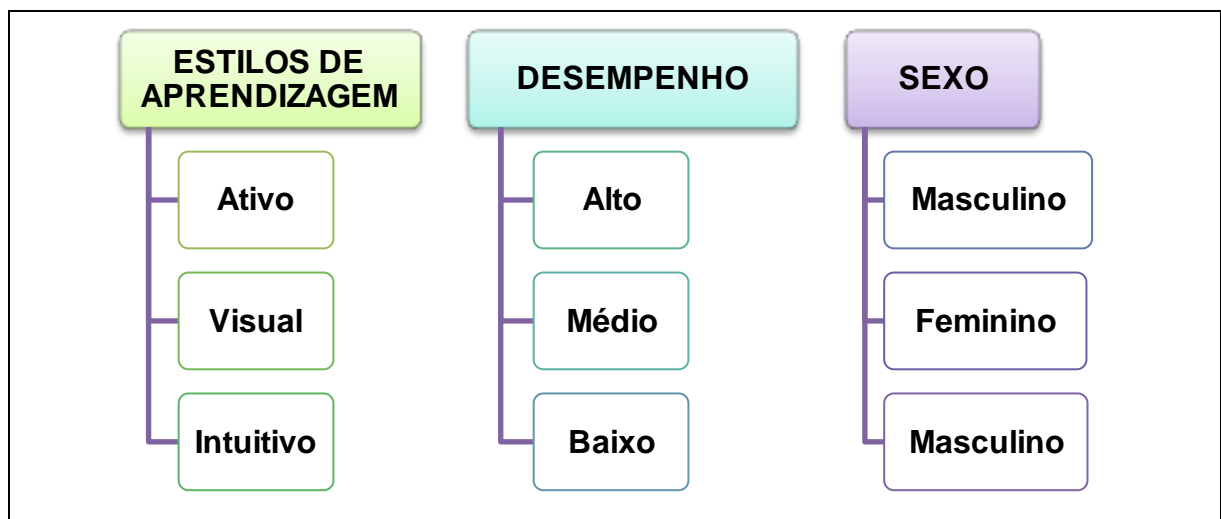 ESTILOS DE
APRENDIZAGEM
Ativo
Visual
Intuitivo
DESEMPENHO
Alto
Médio
Baixo
SEXO
Masculino
Feminino
Masculino